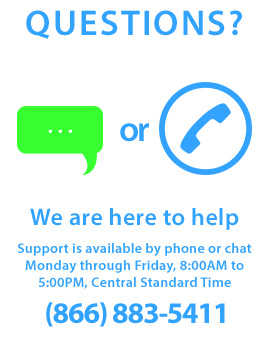 QUESTIONS?
...
or
We are here to help
Support is available by phone or chat
Monday through Friday, 8:00AM to
5:00PM, Central Standard Time
(866) 883-5411